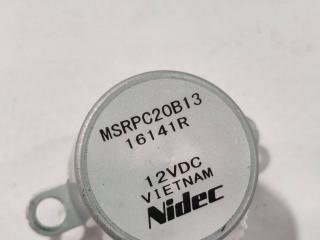 MSRPC20B13
16141R
12VDC
VIETNAM
Nidec